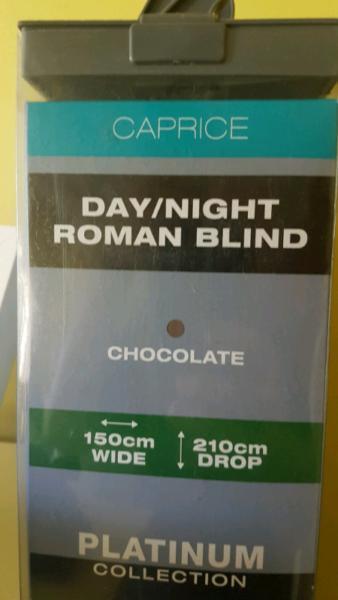 CAPRICE
DAY/NIGHT
ROMAN BLIND
CHOCOLATE
150cm WIDE
210cm DROP
PLATINUM
COLLECTION